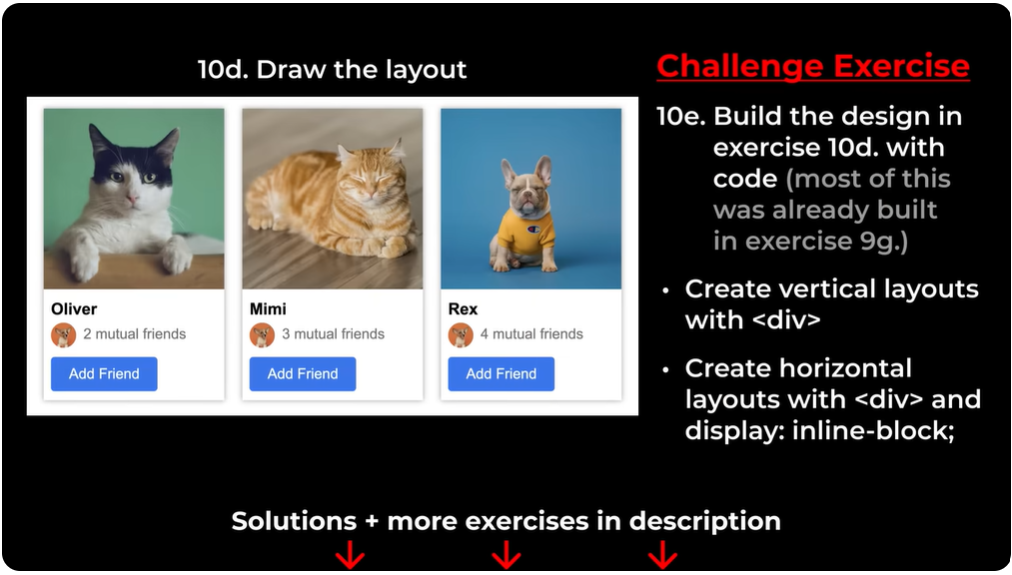 10d. Draw the layout
Oliver
2 mutual friends
Add Friend
Mimi
3 mutual friends
Add Friend
Rex
4 mutual friends
Add Friend
Challenge Exercise
10e. Build the design in
exercise 10d. with
code (most of this
was already built
in exercise 9g.)
• Create vertical layouts
with <div>
• Create horizontal
layouts with <div> and
display: inline-block;
Solutions + more exercises in description